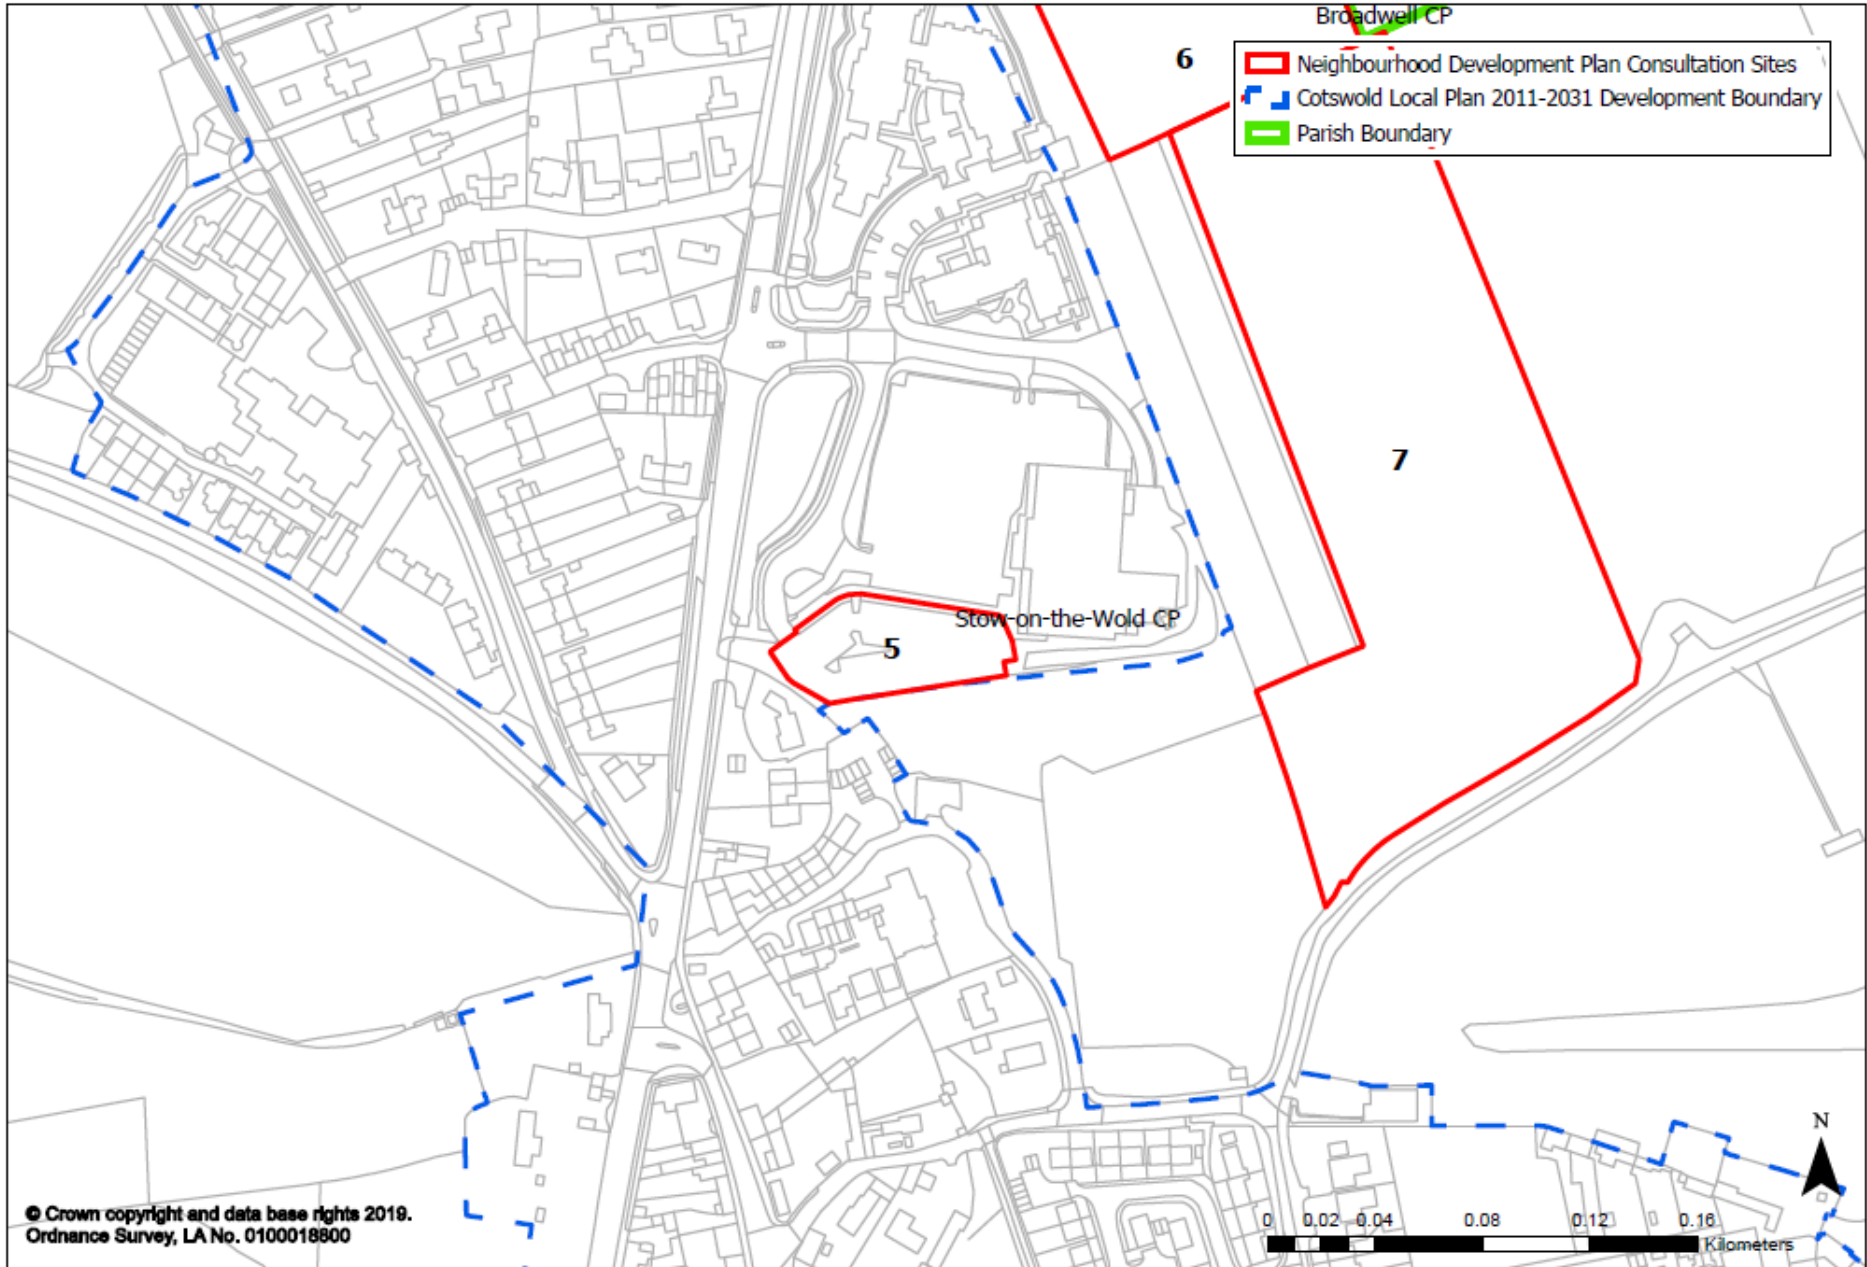 Broadwell CP
6
Neighbourhood Development Plan Consultation Sites
Cotswold Local Plan 2011-2031 Development Boundary
Parish Boundary
7
Stow-on-the-Wold CP
5
N
© Crown copyright and data base rights 2019.
Ordnance Survey, LA No. 0100018800
0 0.02 0.04 0.08 0.12 0.16
Kilometers